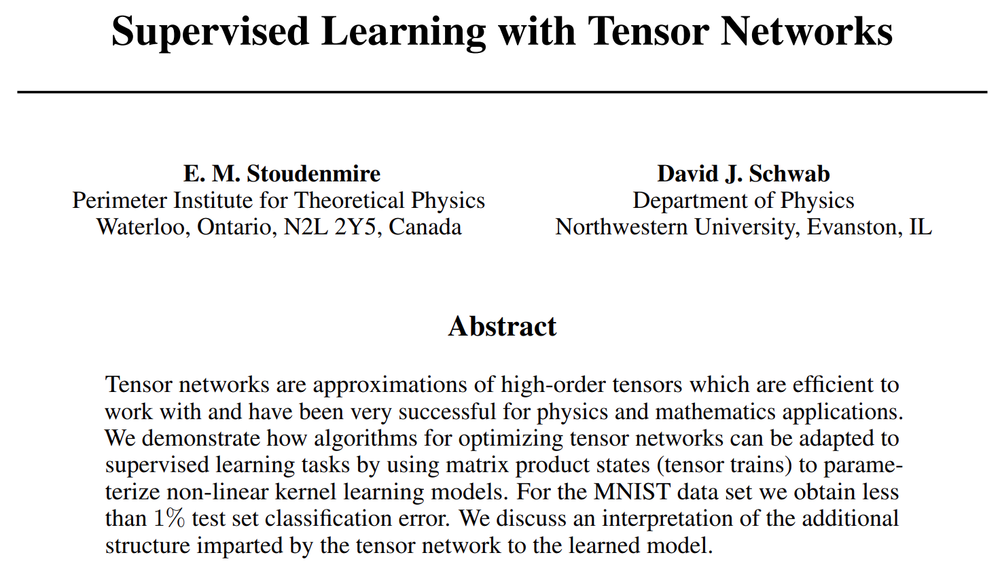 Supervised Learning with Tensor Networks
E. M. Stoudenmire
Perimeter Institute for Theoretical Physics
Waterloo, Ontario, N2L 2Y5, Canada
David J. Schwab
Department of Physics
Northwestern University, Evanston, IL
Abstract
Tensor networks are approximations of high-order tensors which are efficient to
work with and have been very successful for physics and mathematics applications.
We demonstrate how algorithms for optimizing tensor networks can be adapted to
supervised learning tasks by using matrix product states (tensor trains) to parame-
terize non-linear kernel learning models. For the MNIST data set we obtain less
than 1% test set classification error. We discuss an interpretation of the additional
structure imparted by the tensor network to the learned model.